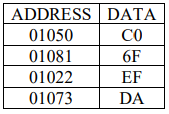 ADDRESS DATA
01050 C0
01081 6F
01022 EF
01073 DA